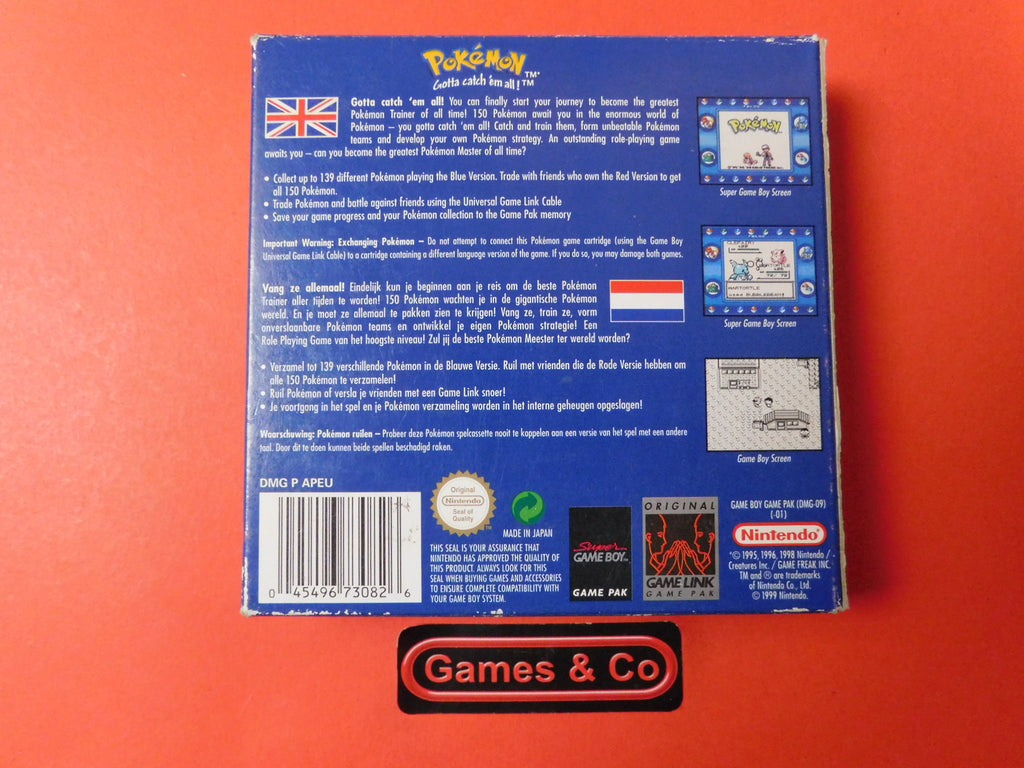 POKéMON™
Gotta catch 'em all!™
Gotta catch 'em all! You can finally start your journey to become the greatest
Pokémon Trainer of all time! 150 Pokémon await you in the enormous world of
Pokémon – you gotta catch 'em all! Catch and train them, form unbeatable Pokémon
teams and develop your own Pokémon strategy. An outstanding role-playing game
awaits you – can you become the greatest Pokémon Master of all time?
• Collect up to 139 different Pokémon playing the Blue Version. Trade with friends who own the Red Version to get
all 150 Pokémon.
• Trade Pokémon and battle against friends using the Universal Game Link Cable
• Save your game progress and your Pokémon collection to the Game Pak memory
Important Warning: Exchanging Pokémon – Do not attempt to connect this Pokémon game cartridge (using the Game Boy
Universal Game Link Cable) to a cartridge containing a different language version of the game. If you do so, you may damage both games.
Vang ze allemaal! Eindelijk kun je beginnen aan je reis om de beste Pokémon
Trainer aller tijden te worden! 150 Pokémon wachten je in de gigantische Pokémon
wereld. En je moet ze allemaal te pakken zien te krijgen! Vang ze, train ze, vorm
onverslaanbare Pokémon teams en ontwikkel je eigen Pokémon strategie! Een
Role Playing Game van het hoogste niveau! Zul jij de beste Pokémon Meester ter wereld worden?
• Verzamel tot 139 verschillende Pokémon in de Blauwe Versie. Ruil met vrienden die de Rode Versie hebben om
alle 150 Pokémon te verzamelen!
• Ruil Pokémon of versla je vrienden met een Game Link snoer!
• Je voortgang in het spel en je Pokémon verzameling worden in het interne geheugen opgeslagen!
Waarschuwing: Pokémon ruilen – Probeer deze Pokémon spelcassette nooit te koppelen aan een versie van het spel met een andere
taal. Door dit te doen kunnen beide spellen beschadigd raken.
POKéMON
Super Game Boy Screen
WARTORTLE
used BUBBLEBEAM!
Super Game Boy Screen
Game Boy Screen
DMG P APEU
0 45496 73082 6
Original
Nintendo
Seal of
Quality
TM
MADE IN JAPAN
THIS SEAL IS YOUR ASSURANCE THAT
NINTENDO HAS APPROVED THE QUALITY OF
THIS PRODUCT. ALWAYS LOOK FOR THIS
SEAL WHEN BUYING GAMES AND ACCESSORIES
TO ENSURE COMPLETE COMPATIBILITY WITH
YOUR GAME BOY SYSTEM.
Super
GAME BOY™
GAME PAK
ORIGINAL
GAME LINK
GAME PAK
GAME BOY GAME PAK (DMG-09)
(-01)
Nintendo®
"© 1995, 1996, 1998 Nintendo /
Creatures Inc. / GAME FREAK INC.
TM and ® are trademarks
of Nintendo Co., Ltd.
© 1999 Nintendo.
Games & Co